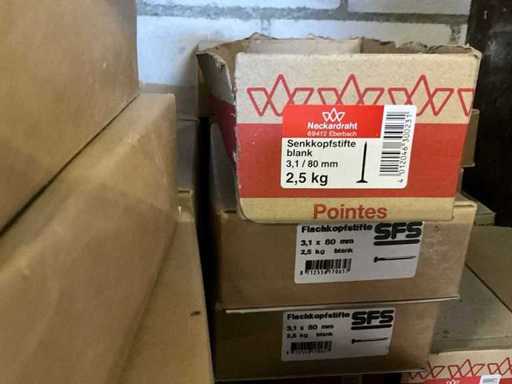 Neckardraht
69412 Eberbach
Senkkopfstifte
blank
3,1 / 80 mm
2,5 kg
Pointes
Flachkopfstifte
SFS
3,1 x 80 mm
2,5 kg blank
Flachkopfstifte
SFS
3,1 x 80 mm
2,5 kg blank